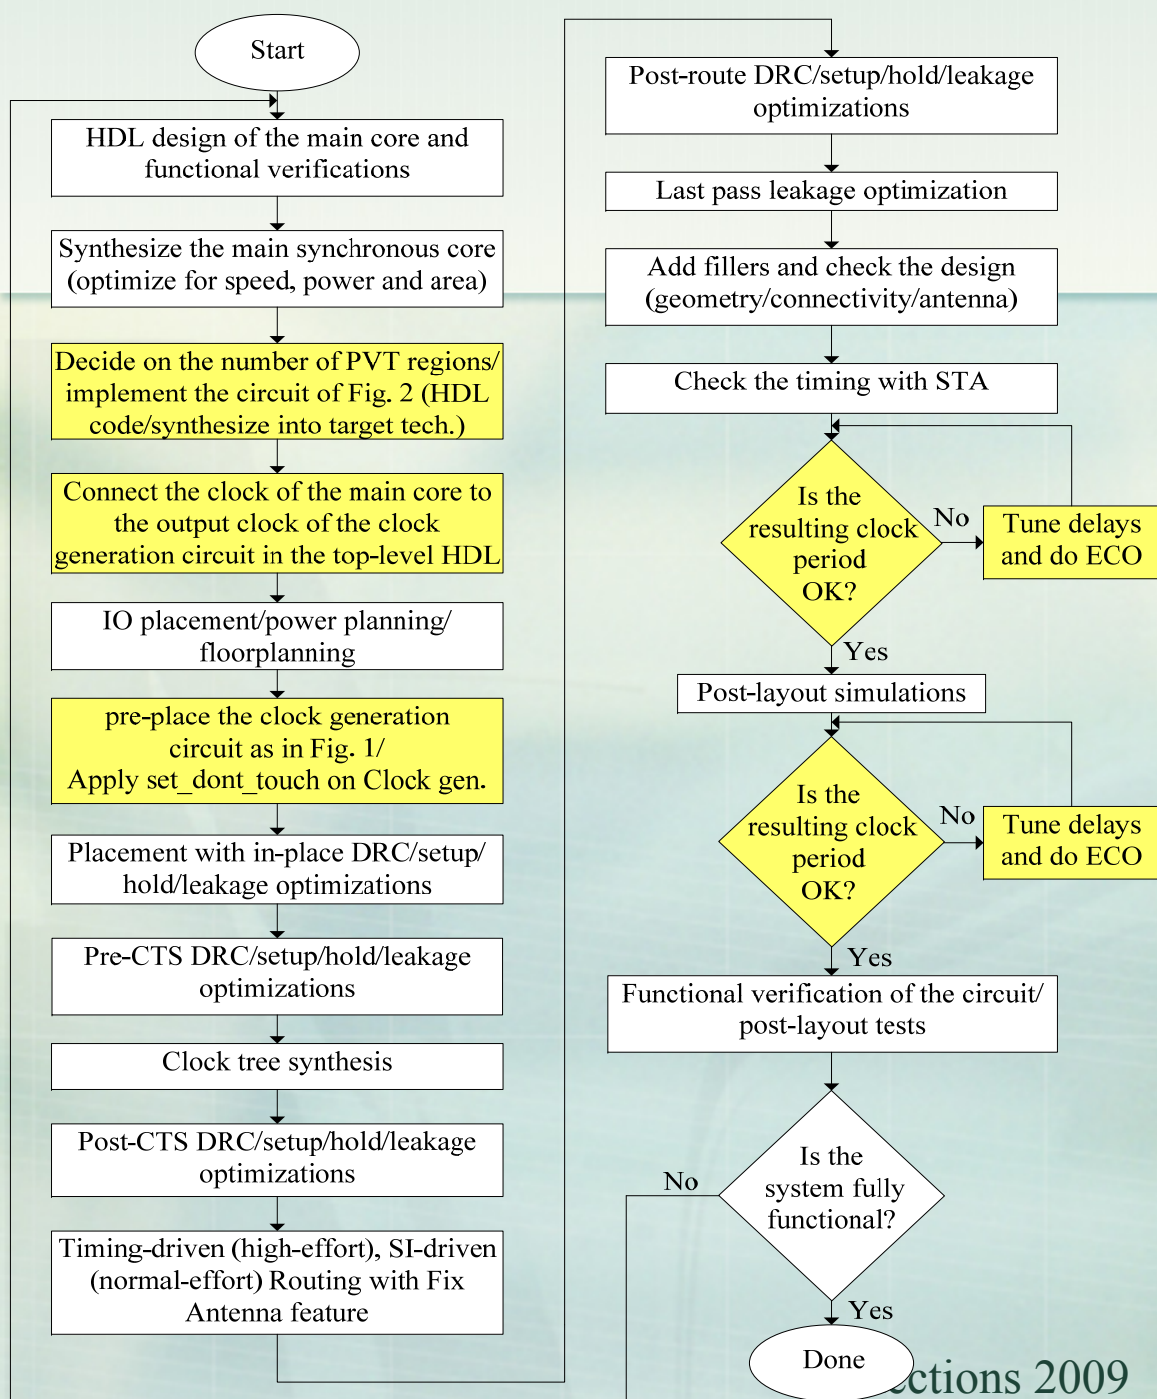 Start
HDL design of the main core and
functional verifications
Synthesize the main synchronous core
(optimize for speed, power and area)
Decide on the number of PVT regions/
implement the circuit of Fig. 2 (HDL
code/synthesize into target tech.)
Connect the clock of the main core to
the output clock of the clock
generation circuit in the top-level HDL
IO placement/power planning/
floorplanning
pre-place the clock generation
circuit as in Fig. 1/
Apply set_dont_touch on Clock gen.
Placement with in-place DRC/setup/
hold/leakage optimizations
Pre-CTS DRC/setup/hold/leakage
optimizations
Clock tree synthesis
Post-CTS DRC/setup/hold/leakage
optimizations
Timing-driven (high-effort), SI-driven
(normal-effort) Routing with Fix
Antenna feature
Post-route DRC/setup/hold/leakage
optimizations
Last pass leakage optimization
Add fillers and check the design
(geometry/connectivity/antenna)
Check the timing with STA
Is the
resulting clock
period
OK?
No
Tune delays
and do ECO
Yes
Post-layout simulations
Is the
resulting clock
period
OK?
No
Tune delays
and do ECO
Yes
Functional verification of the circuit/
post-layout tests
Is the
system fully
functional?
No
Yes
Done
2009